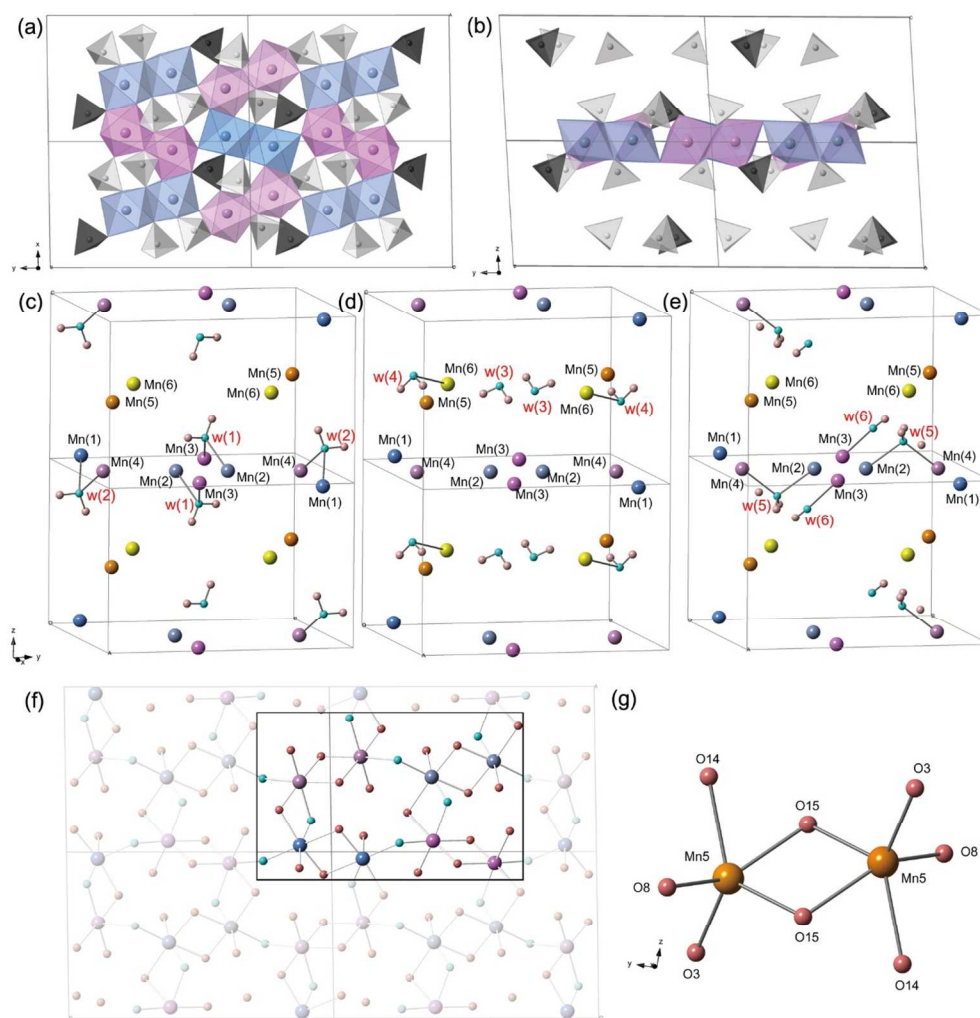 (a)
(b)
x
y
z
y
(c)
(d)
(e)
Mn(6)
Mn(5)
Mn(5)
Mn(6)
w(1)
w(2)
Mn(1)
Mn(3)
Mn(4)
Mn(4)
Mn(2)
Mn(2)
w(2)
Mn(3)
Mn(1)
w(1)
z
x
y
Mn(6)
Mn(5)
w(4)
w(3)
Mn(5)
w(3)
Mn(6)
w(4)
Mn(1)
Mn(3)
Mn(4)
Mn(4)
Mn(2)
Mn(2)
Mn(3)
Mn(1)
Mn(5)
Mn(6)
Mn(5)
Mn(6)
w(6)
w(5)
Mn(1)
Mn(3)
Mn(4)
Mn(2)
Mn(2)
Mn(4)
Mn(3)
Mn(1)
w(5)
w(6)
(f)
(g)
O14
O3
O15
Mn5
O8
O8
Mn5
O15
O3
O14
z
y